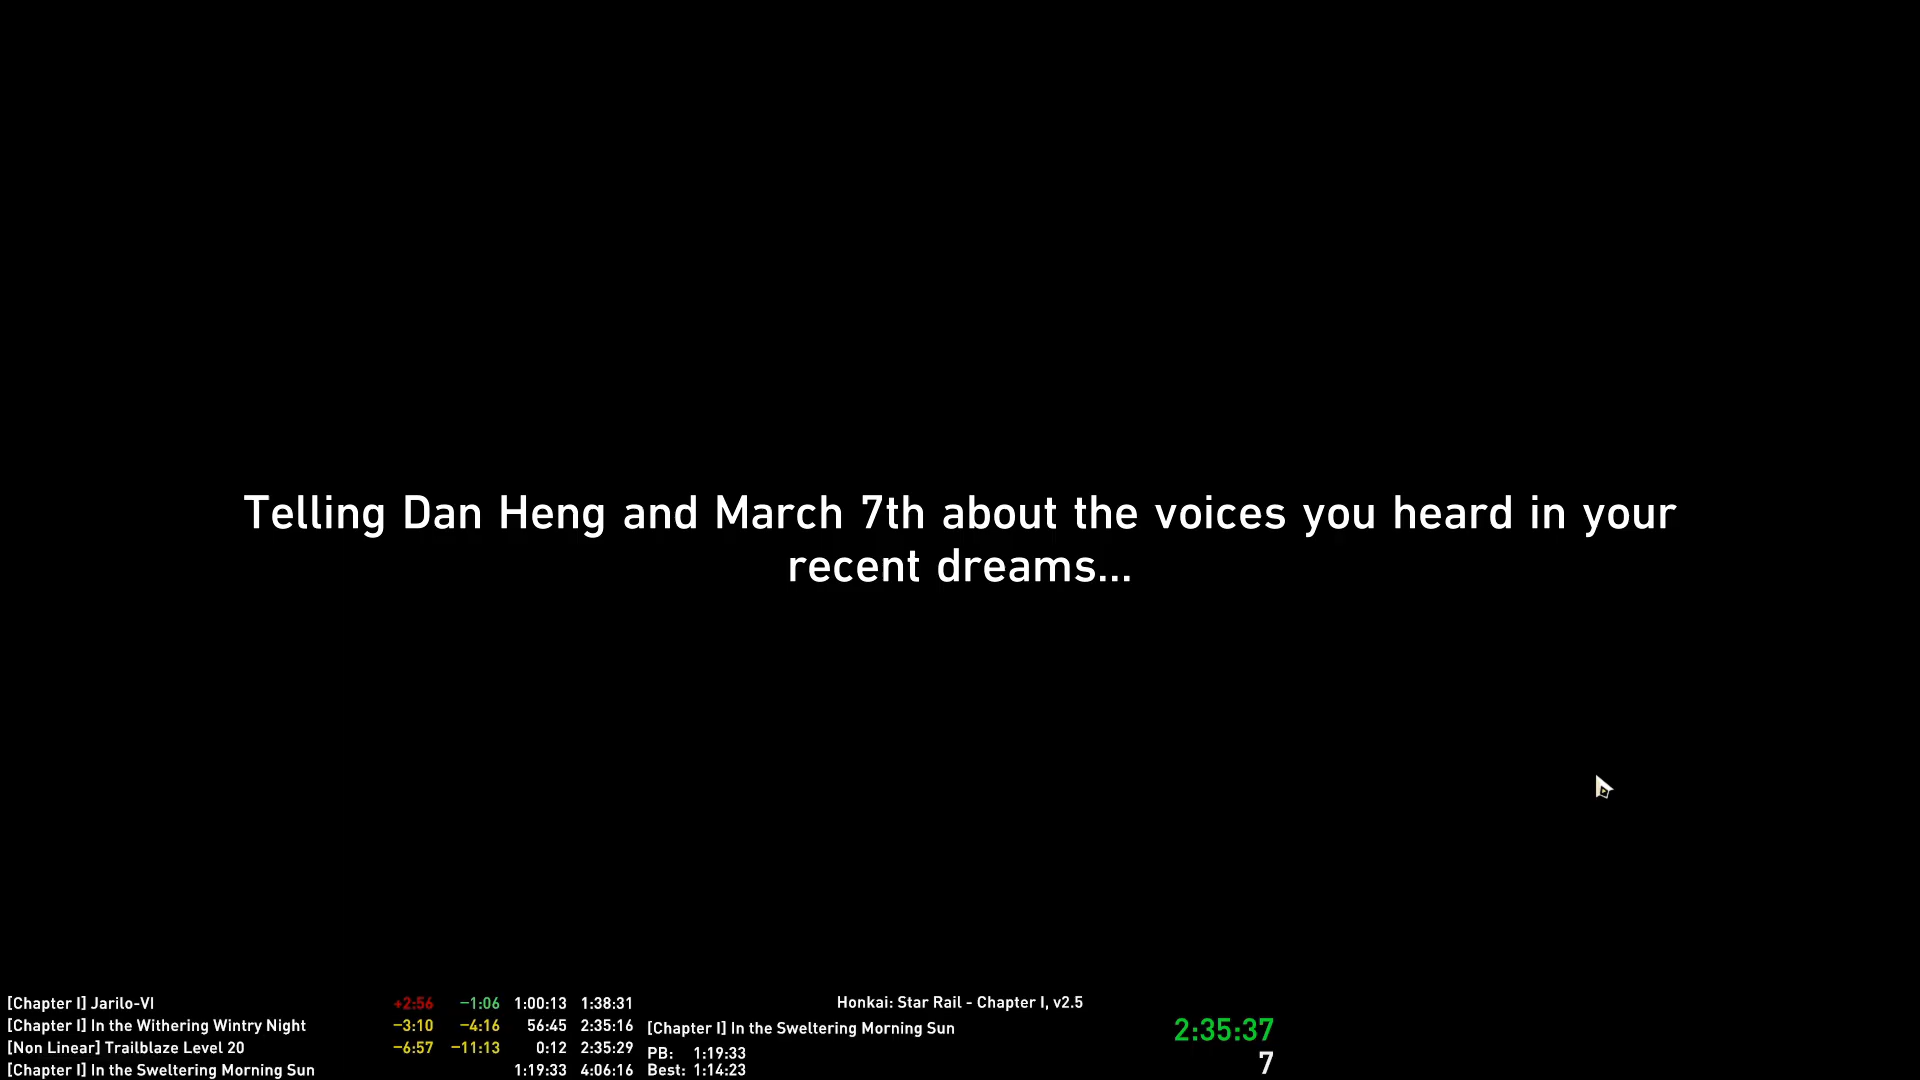 Telling Dan Heng and March 7th about the voices you heard in your
recent dreams...
[Chapter I] Jarilo-VI +2:56 −1:06 1:00:13 1:38:31
[Chapter I] In the Withering Wintry Night −3:10 −4:16 56:45 2:35:16
[Non Linear] Trailblaze Level 20 −6:57 −11:13 0:12 2:35:29
[Chapter I] In the Sweltering Morning Sun 1:19:33 4:06:16
Honkai: Star Rail - Chapter I, v2.5
[Chapter I] In the Sweltering Morning Sun
PB: 1:19:33
Best: 1:14:23
2:35:37
7